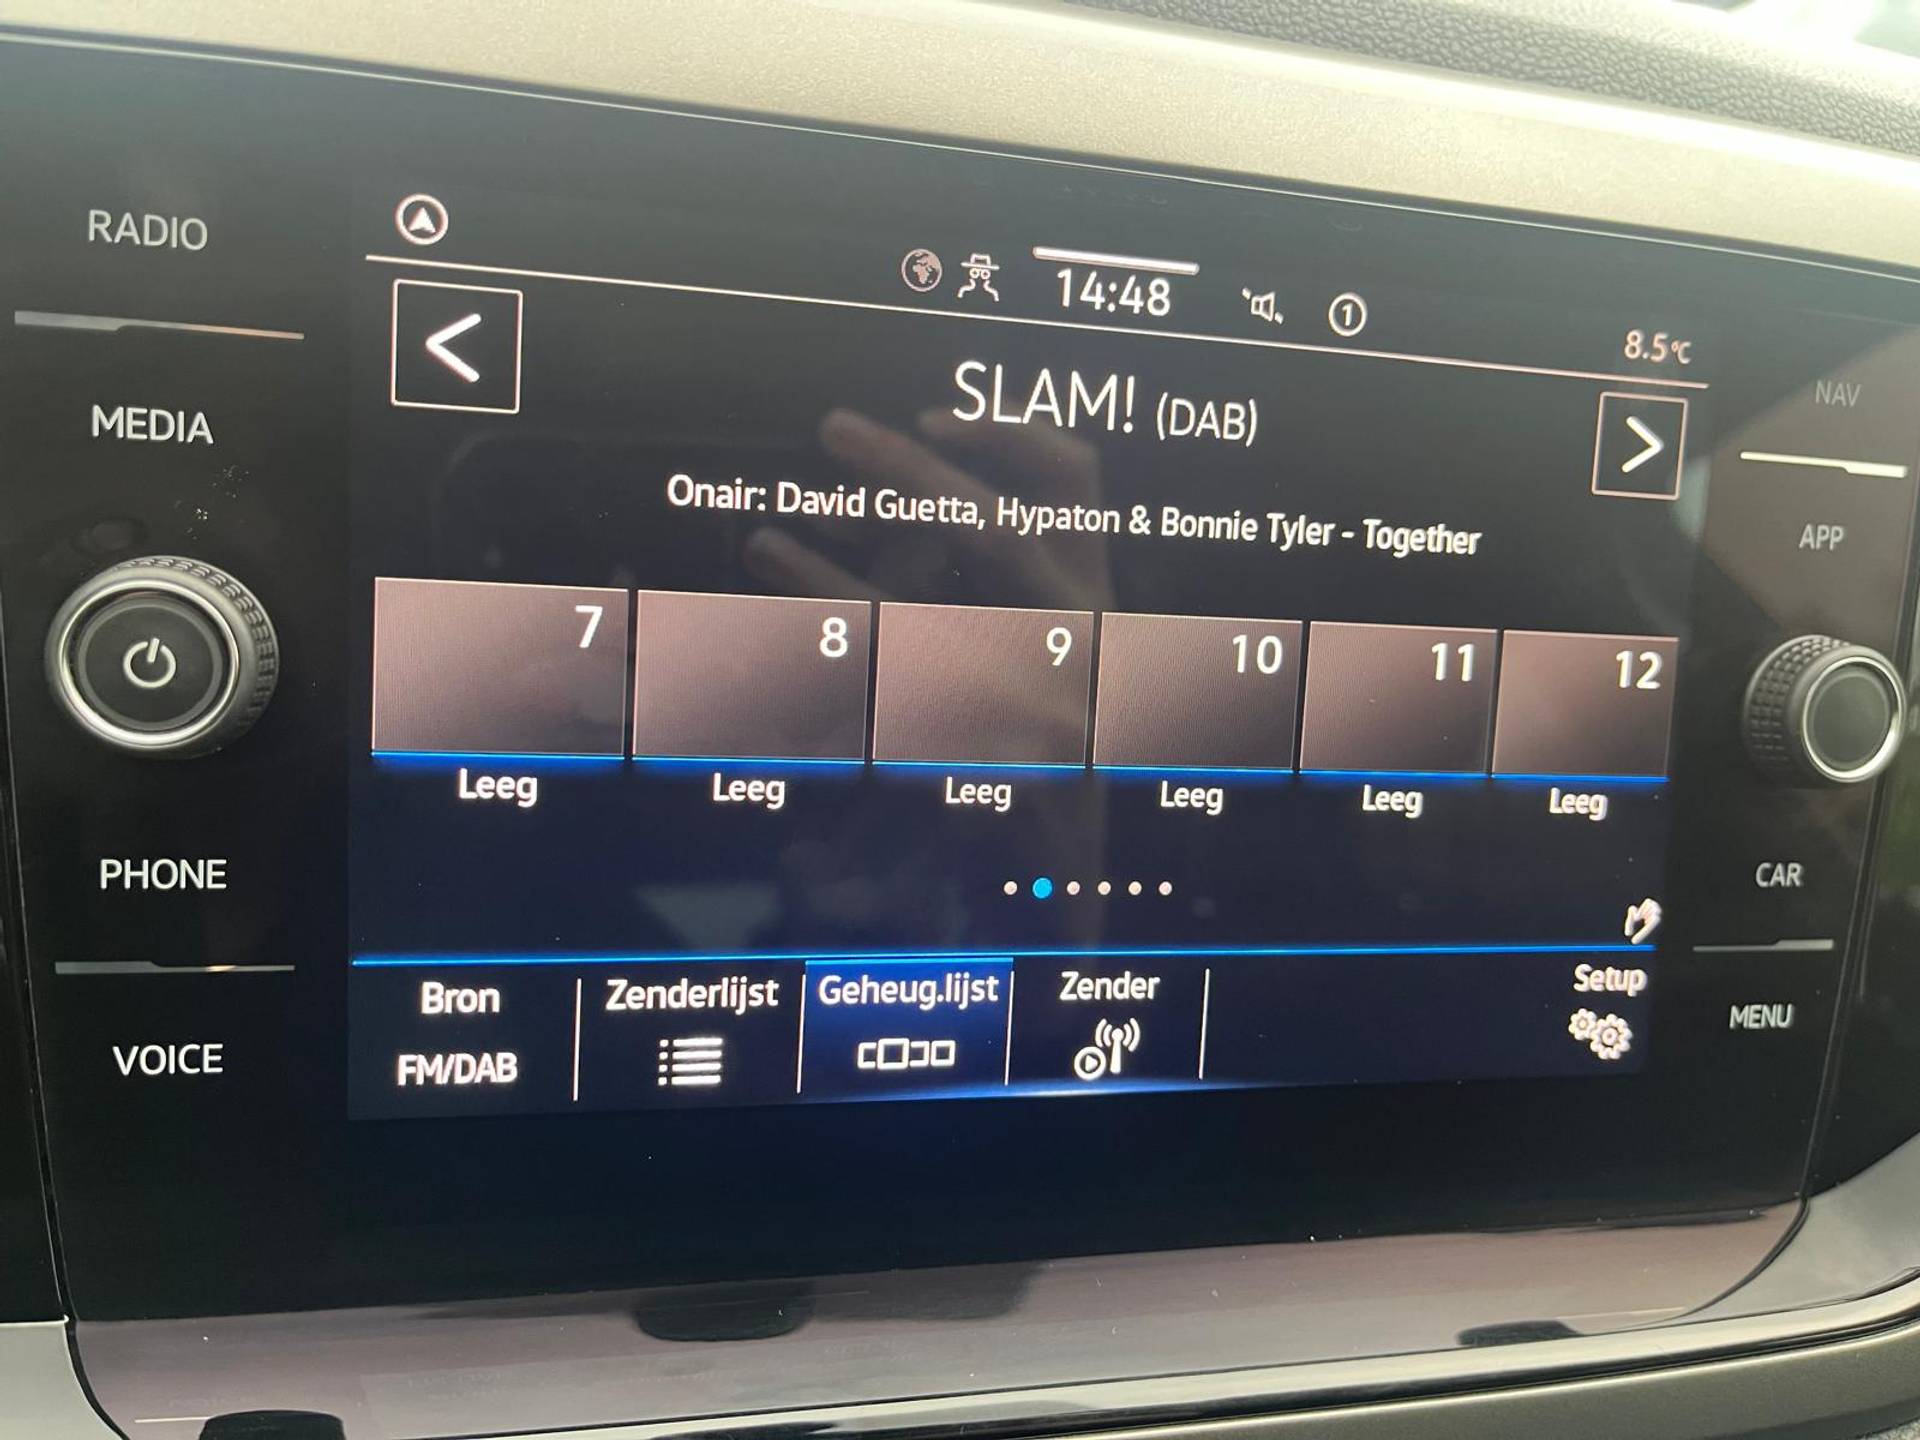 RADIO
MEDIA
PHONE
VOICE
14:48
1
8.5°C
<
SLAM! (DAB)
>
Onair: David Guetta, Hypaton & Bonnie Tyler - Together
7 8 9 10 11 12
Leeg Leeg Leeg Leeg Leeg Leeg
Bron Zenderlijst Geheug.lijst Zender Setup
FM/DAB
NAV
APP
CAR
MENU